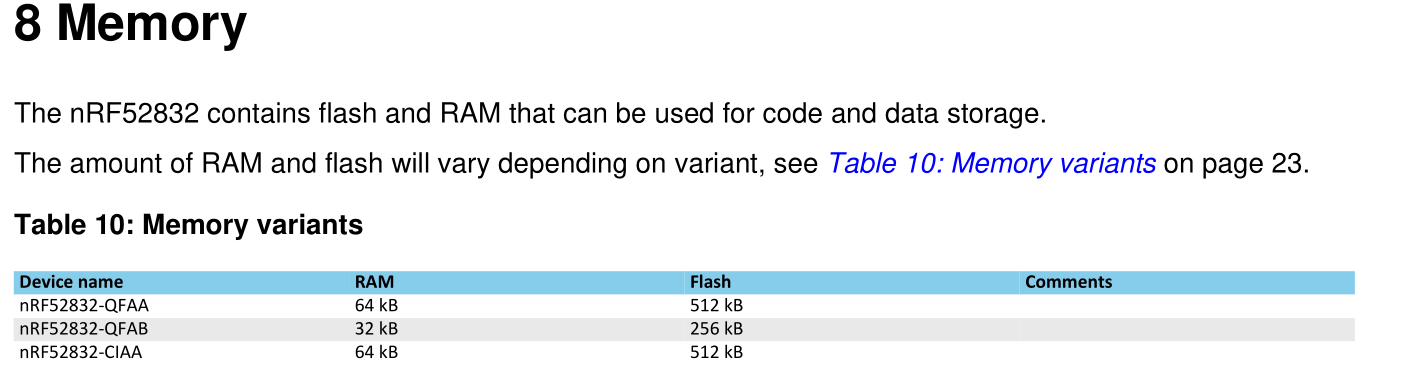 8 Memory
The nRF52832 contains flash and RAM that can be used for code and data storage.
The amount of RAM and flash will vary depending on variant, see Table 10: Memory variants on page 23.
Table 10: Memory variants
Device name RAM Flash Comments
nRF52832-QFAA 64 kB 512 kB
nRF52832-QFAB 32 kB 256 kB
nRF52832-CIAA 64 kB 512 kB